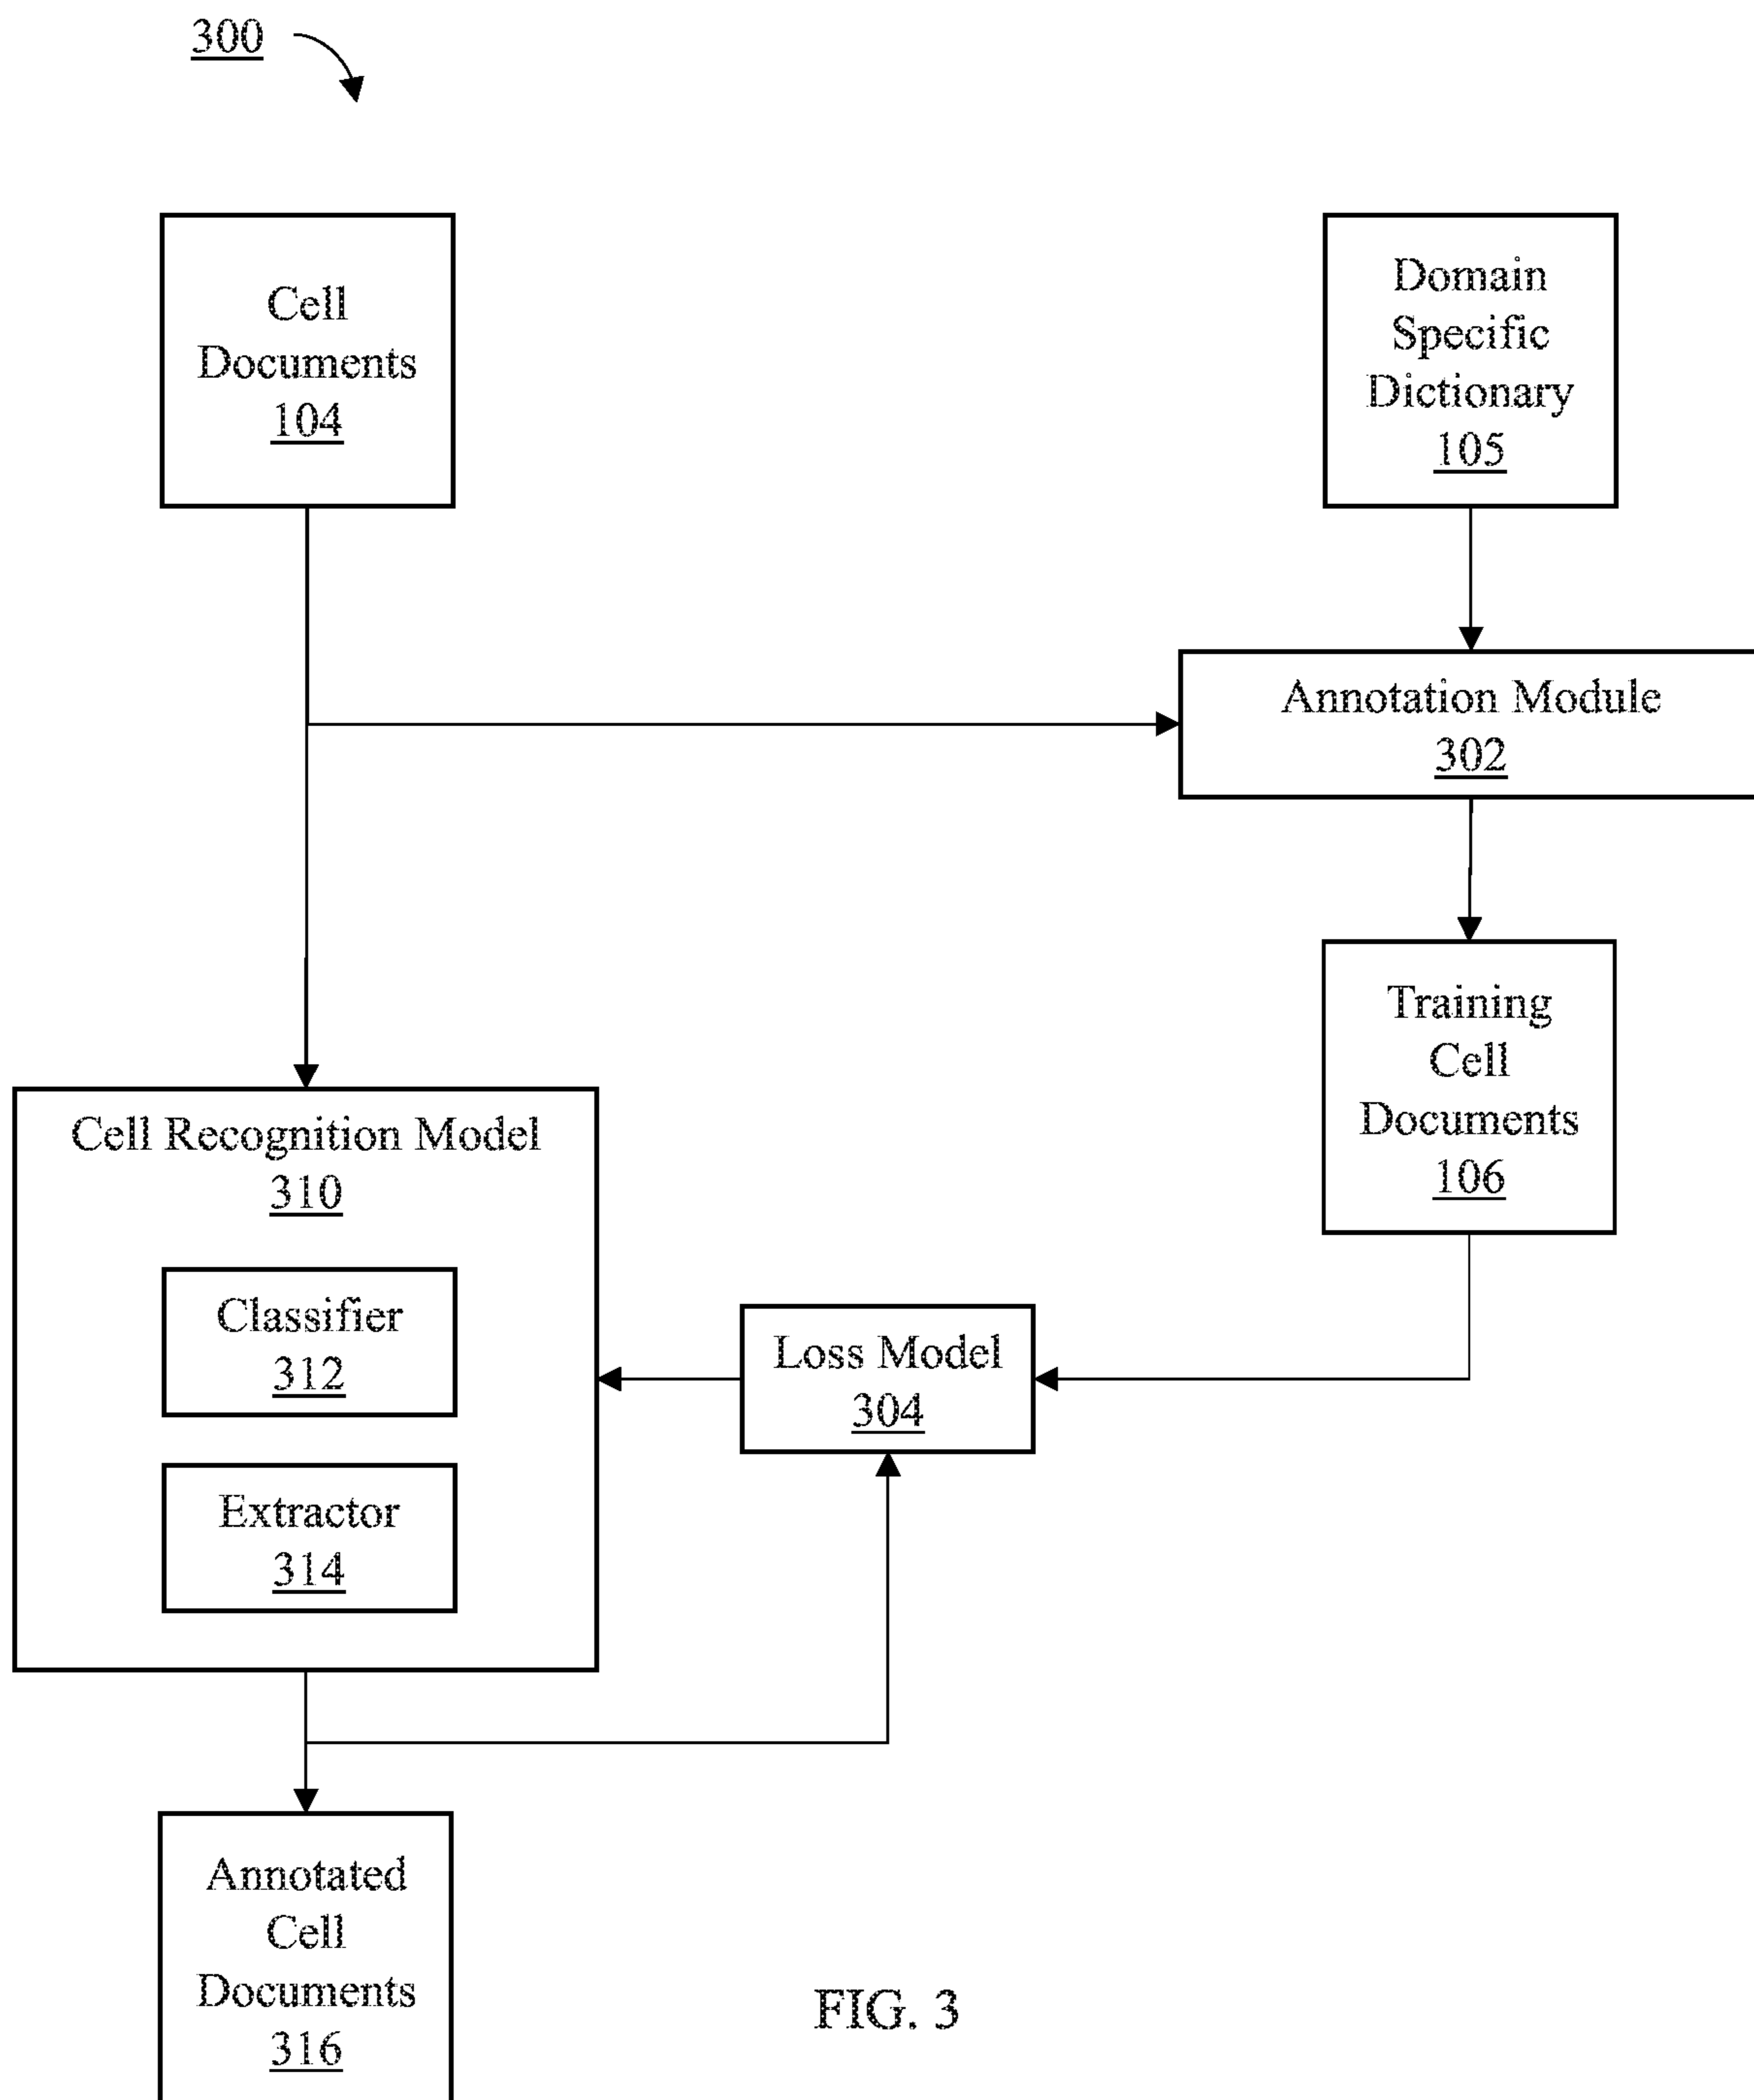 300
Cell
Documents
104
Domain
Specific
Dictionary
105
Annotation Module
302
Training
Cell
Documents
106
Cell Recognition Model
310
Classifier
312
Extractor
314
Loss Model
304
Annotated
Cell
Documents
316
FIG. 3